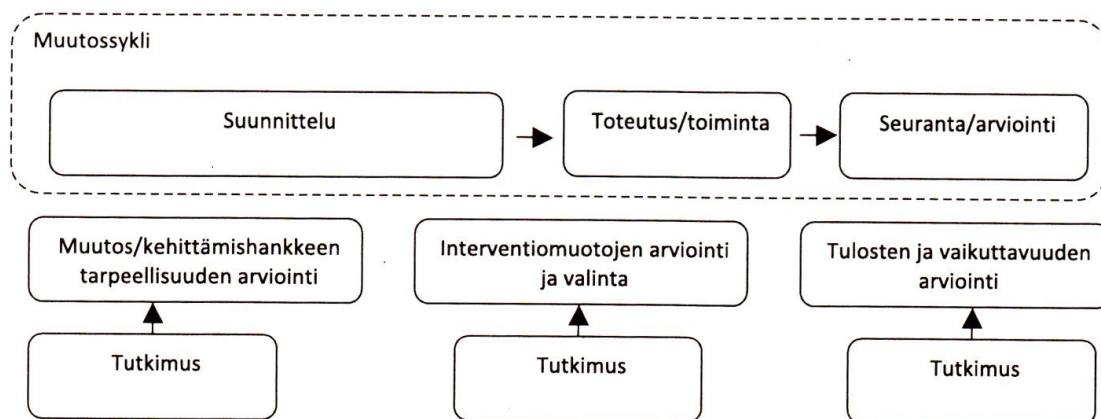 Muutossykli
Suunnittelu
Toteutus/toiminta
Seuranta/arviointi
Muutos/kehittämishankkeen
tarpeellisuuden arviointi
Interventiomuotojen arviointi
ja valinta
Tulosten ja vaikuttavuuden
arviointi
Tutkimus
Tutkimus
Tutkimus